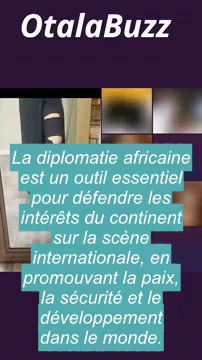 OtalaBuzz
La diplomatie africaine
est un outil essentiel
pour défendre les
intérêts du continent
sur la scène
internationale, en
promouvant la paix,
la sécurité et le
développement
dans le monde.